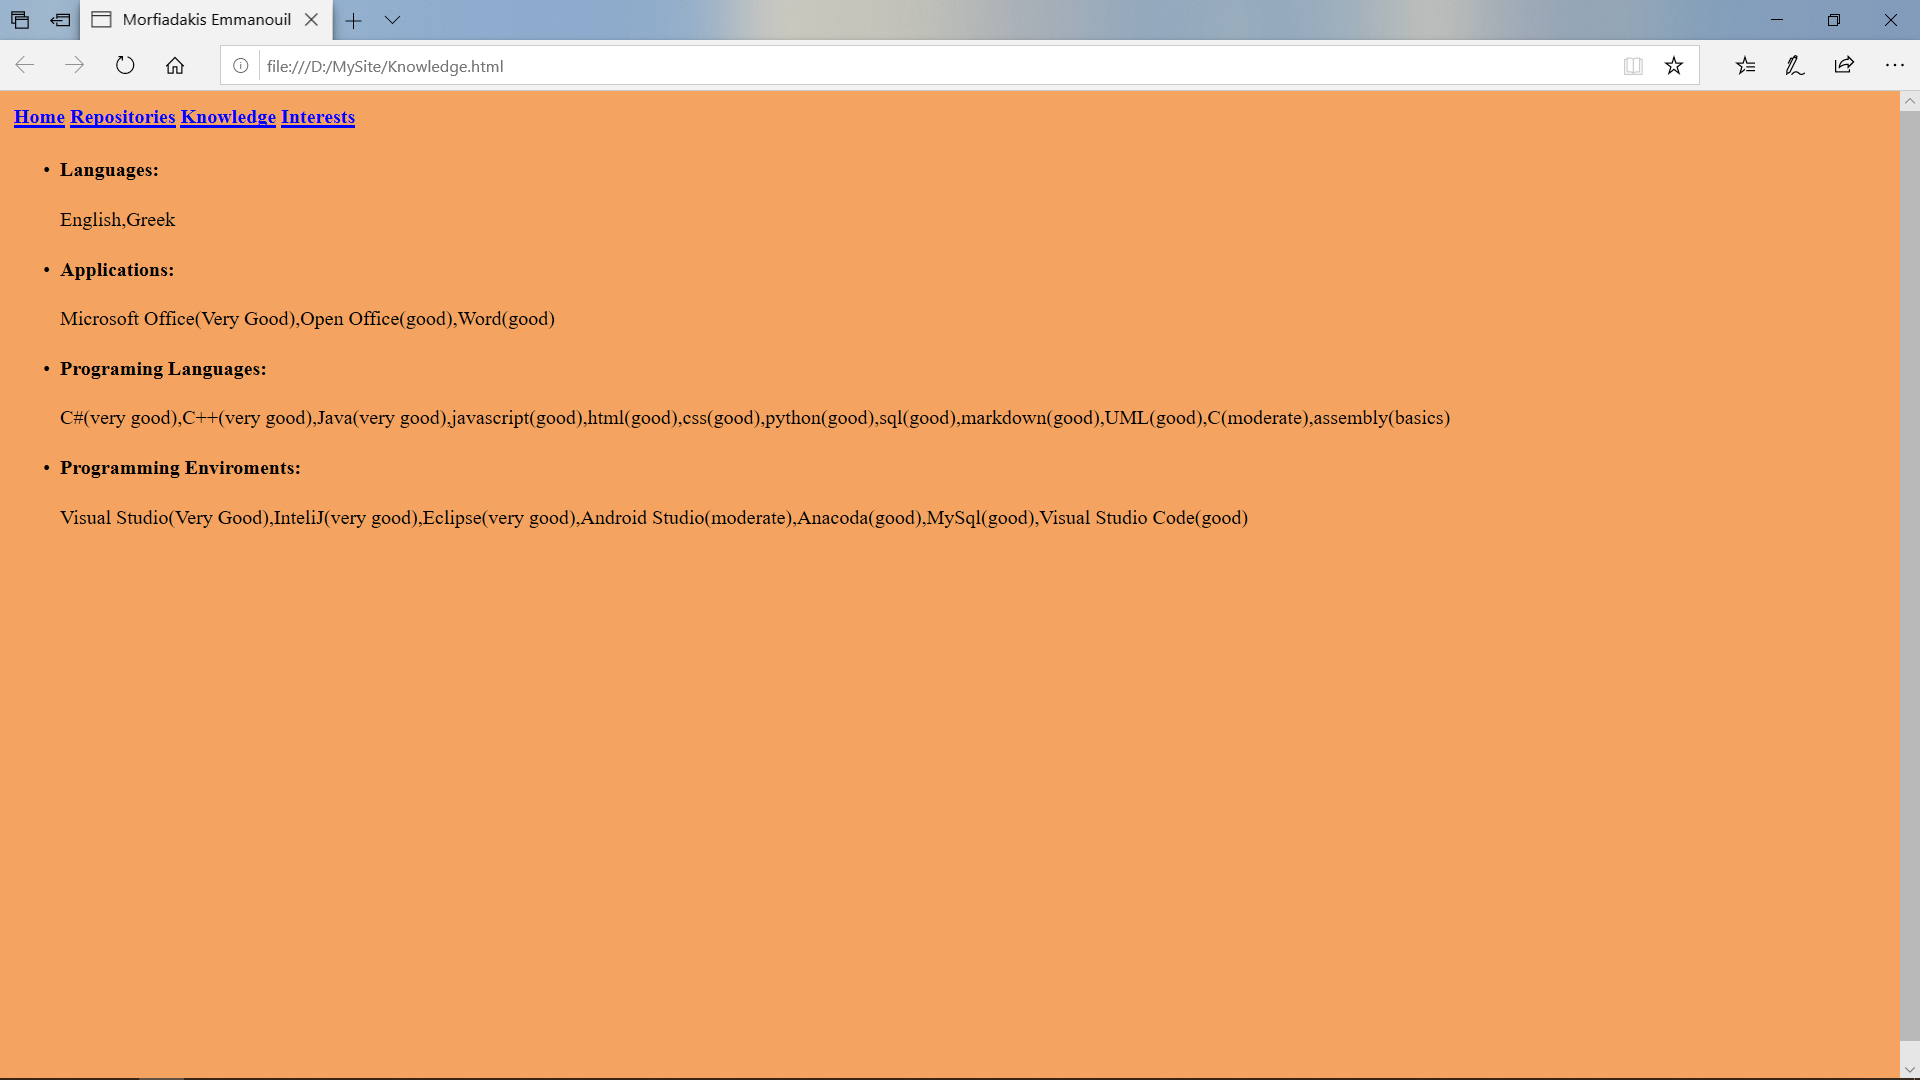 Morfiadakis Emmanouil
file:///D:/MySite/Knowledge.html
Home Repositories Knowledge Interests
• Languages:
English,Greek
• Applications:
Microsoft Office(Very Good),Open Office(good),Word(good)
• Programing Languages:
C#(very good),C++(very good),Java(very good),javascript(good),html(good),css(good),python(good),sql(good),markdown(good),UML(good),C(moderate),assembly(basics)
• Programming Enviroments:
Visual Studio(Very Good),InteliJ(very good),Eclipse(very good),Android Studio(moderate),Anacoda(good),MySql(good),Visual Studio Code(good)